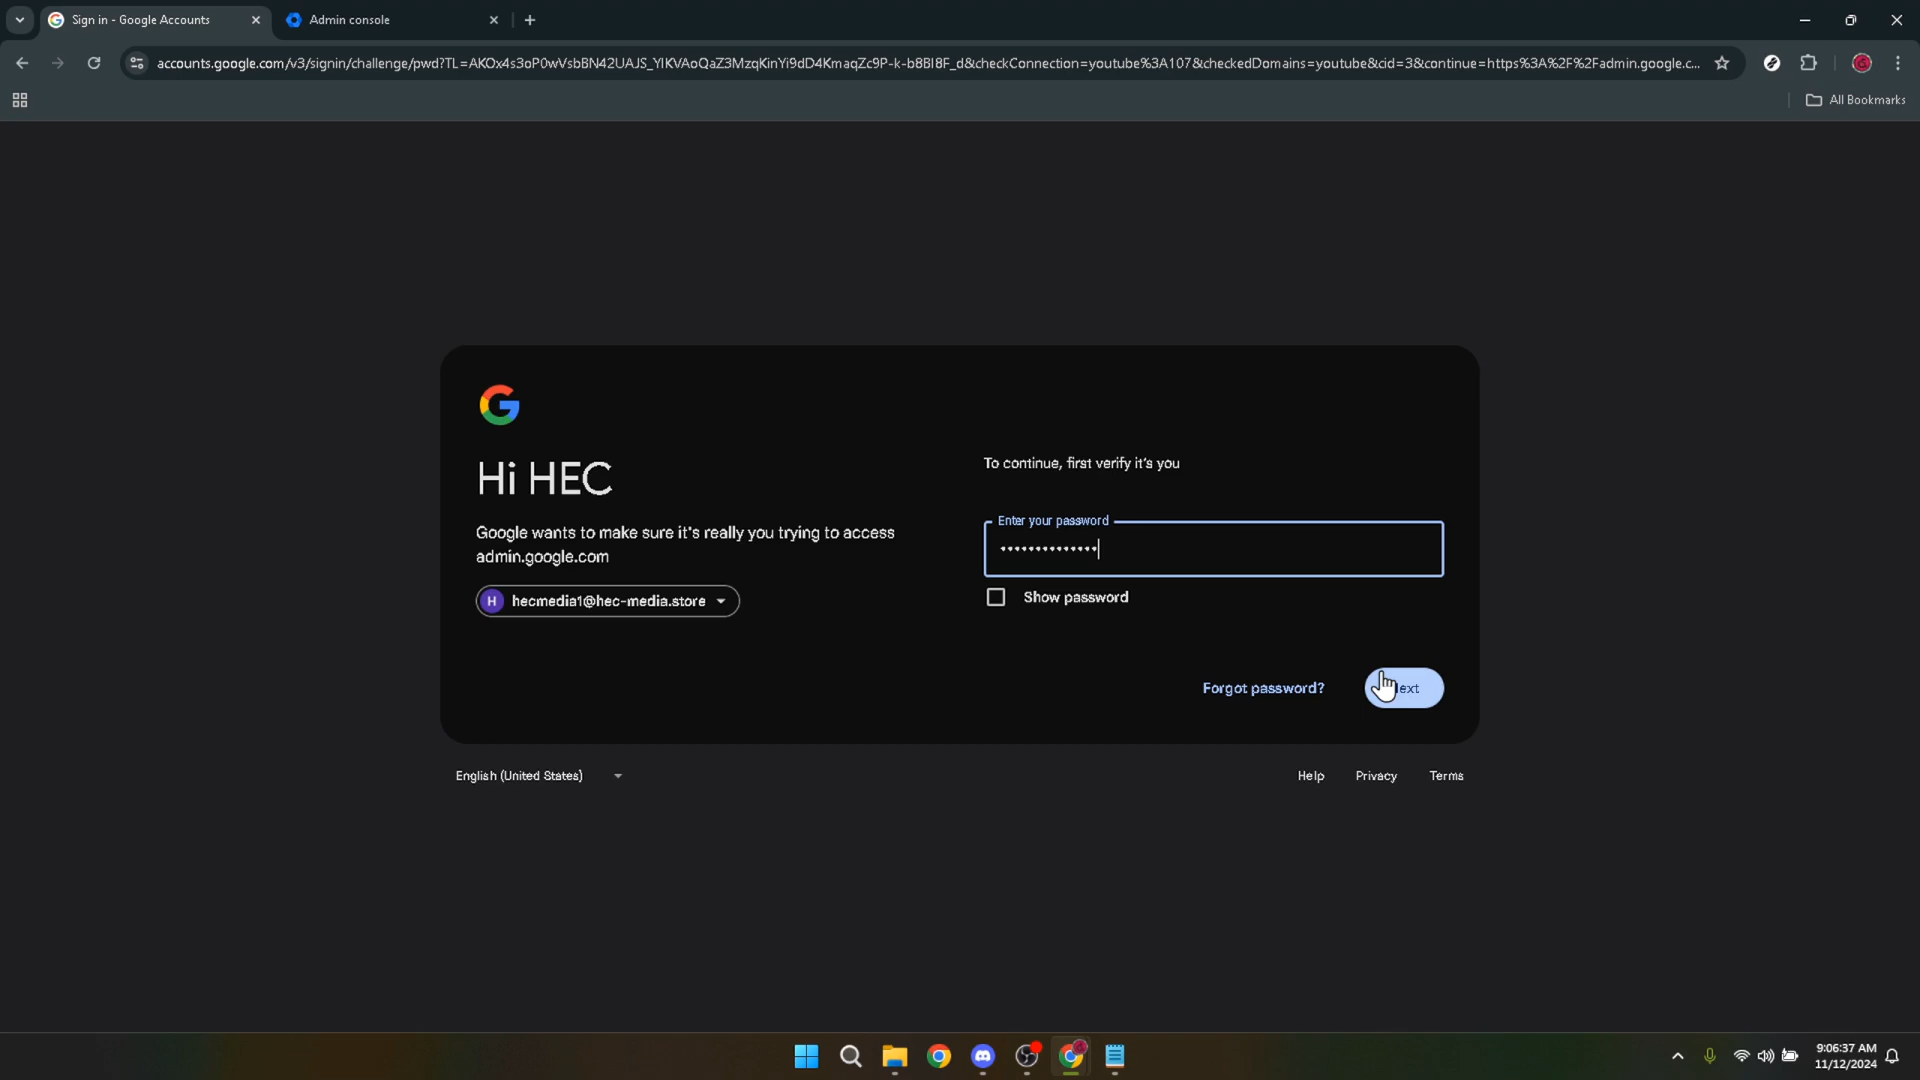 Sign in - Google Accounts
Admin console
accounts.google.com/v3/signin/challenge/pwd?TL=AKOx4s3oP0wVsbBN42UAJS_YlKVAoQaZ3MzqKinYi9dD4KmaqZc9P-k-b8BI8F_d&checkConnection=youtube%3A107&checkedDomains=youtube&cid=3&continue=https%3A%2F%2Fadmin.google.c...
All Bookmarks
Hi HEC
Google wants to make sure it's really you trying to access
admin.google.com
H hecmedia1@hec-media.store
To continue, first verify it's you
Enter your password
••••••••••••••
Show password
Forgot password?
English (United States)
Help Privacy Terms
9:06:37 AM
11/12/2024